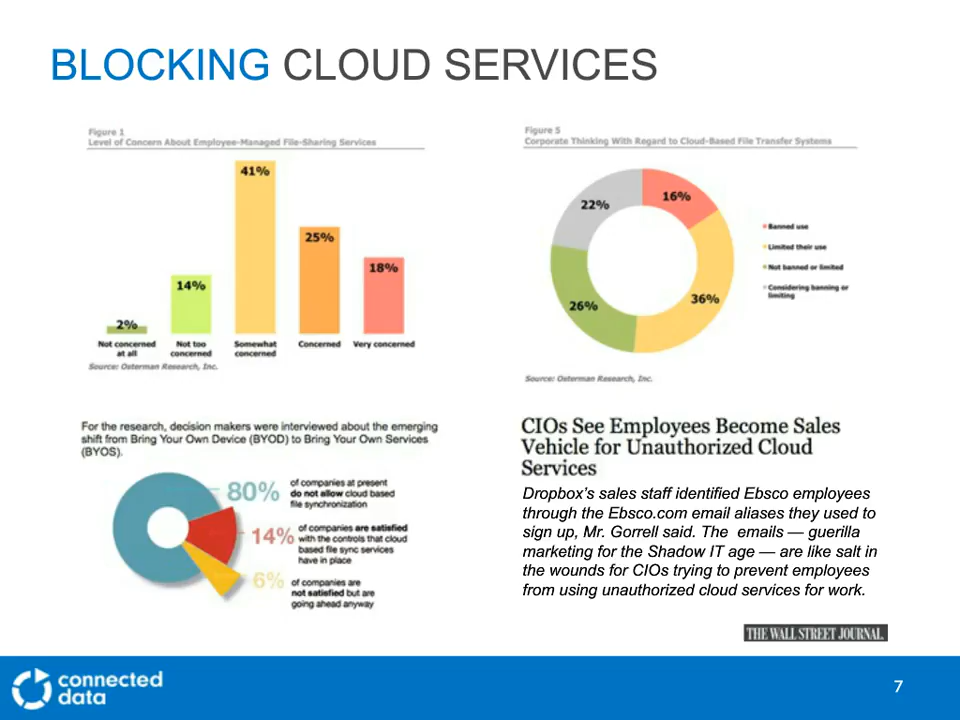 BLOCKING CLOUD SERVICES
Figure 1
Level of Concern About Employee-Managed File-Sharing Services
41%
25%
18%
14%
2%
Not concerned
at all
Not too
concerned
Somewhat
concerned
Concerned
Very concerned
Source: Osterman Research, Inc.
Figure 5
Corporate Thinking With Regard to Cloud-Based File Transfer Systems
16%
22%
36%
26%
Banned use
Limited their use
Not banned or limited
Considering banning or
limiting
Source: Osterman Research, Inc.
For the research, decision makers were interviewed about the emerging
shift from Bring Your Own Device (BYOD) to Bring Your Own Services
(BYOS).
80%
of companies at present
do not allow cloud based
file synchronization
14%
of companies are satisfied
with the controls that cloud
based file sync services
have in place
6%
of companies are
not satisfied but are
going ahead anyway
CIOs See Employees Become Sales
Vehicle for Unauthorized Cloud
Services
Dropbox's sales staff identified Ebsco employees
through the Ebsco.com email aliases they used to
sign up, Mr. Gorrell said. The emails — guerilla
marketing for the Shadow IT age — are like salt in
the wounds for CIOs trying to prevent employees
from using unauthorized cloud services for work.
THE WALL STREET JOURNAL.
connected
data
7